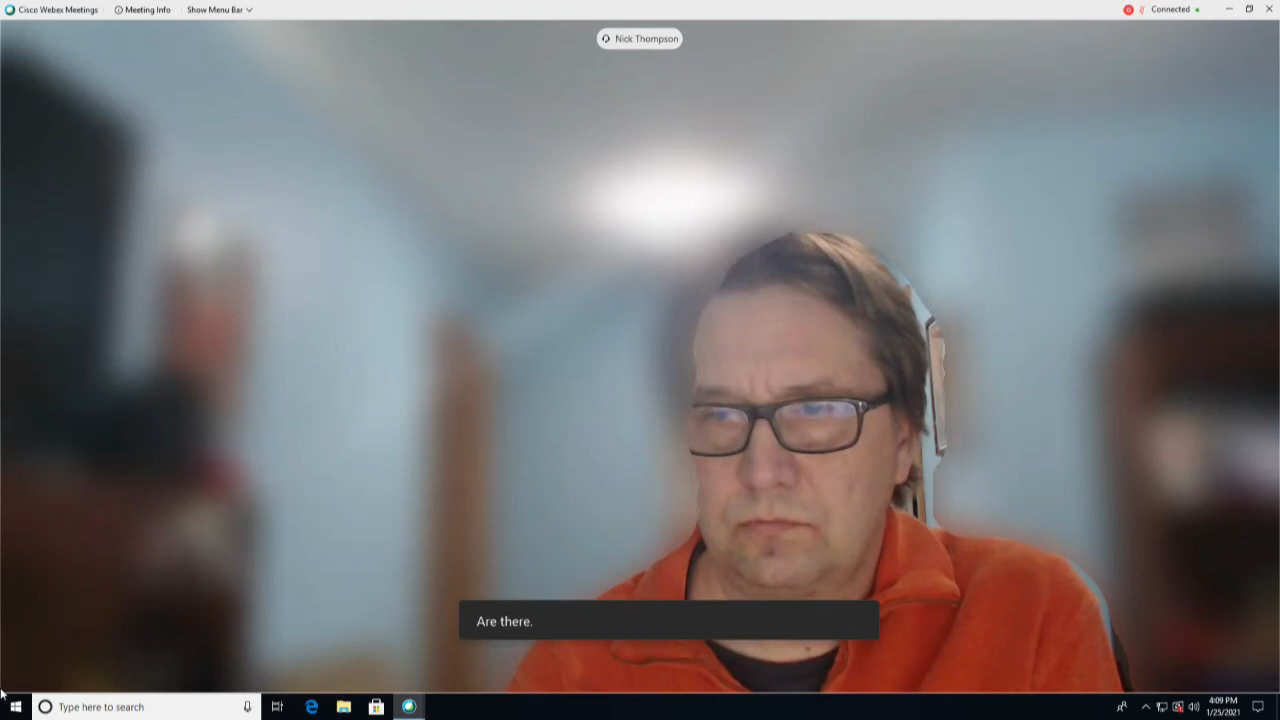 Cisco Webex Meetings Meeting Info Show Menu Bar Connected
Nick Thompson
Are there.
Type here to search
4:09 PM
1/25/2021